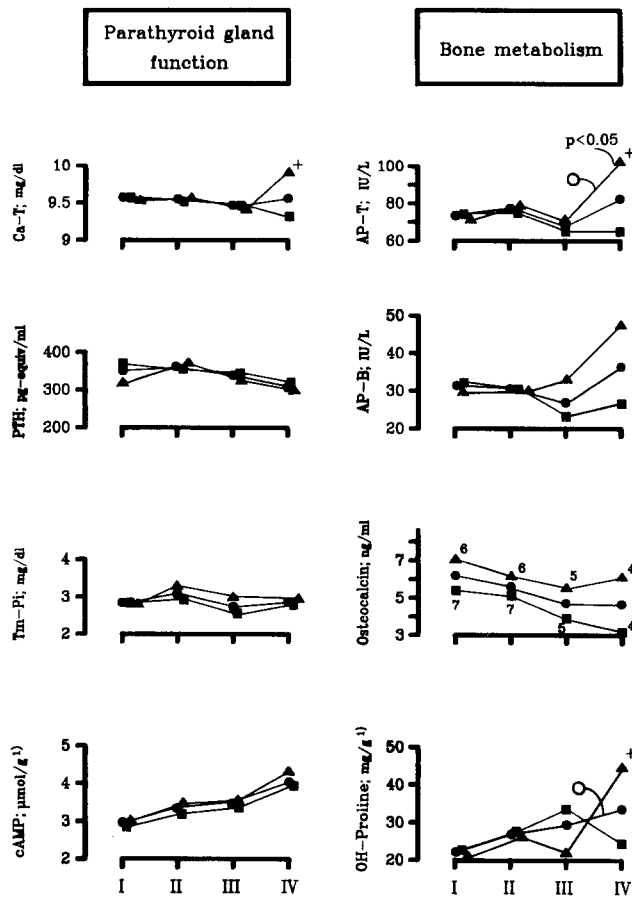 Parathyroid gland
function
Bone metabolism
Ca-T; mg/dl
10
9.5
9
+
AP-T; IU/L
100
80
60
p<0.05
+
PTH; pg-equiv/ml
400
300
200
AP-B; IU/L
50
40
30
20
Tm-Pi; mg/dl
4
3
2
Osteocalcin; ng/ml
7
5
3
6
6
5
4
7
7
5
4
cAMP; µmol/g¹)
5
4
3
2
I
II
III
IV
OH-Proline; mg/g¹)
50
40
30
20
+
I
II
III
IV